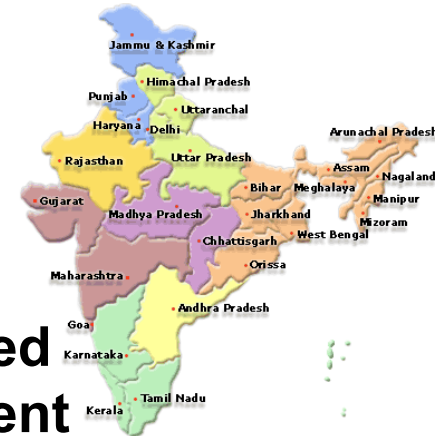 Jammu & Kashmir
Himachal Pradesh
Punjab
Uttaranchal
Haryana
Delhi
Arunachal Pradesh
Rajasthan
Uttar Pradesh
Assam
Nagaland
Bihar
Meghalaya
Manipur
Gujarat
Madhya Pradesh
Jharkhand
Mizoram
West Bengal
Chhattisgarh
Orissa
Maharashtra
Andhra Pradesh
Goa
ed
Karnataka
Tamil Nadu
ent
Kerala